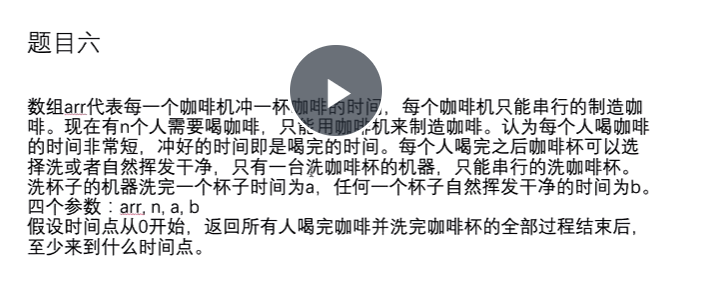 题目六
数组arr代表每一个咖啡机冲一杯咖啡的时间，每个咖啡机只能串行的制造咖
啡。现在有n个人需要喝咖啡，只能用咖啡机来制造咖啡。认为每个人喝咖啡
的时间非常短，冲好的时间即是喝完的时间。每个人喝完之后咖啡杯可以选
择洗或者自然挥发干净，只有一台洗咖啡杯的机器，只能串行的洗咖啡杯。
洗杯子的机器洗完一个杯子时间为a，任何一个杯子自然挥发干净的时间为b。
四个参数：arr, n, a, b
假设时间点从0开始，返回所有人喝完咖啡并洗完咖啡杯的全部过程结束后，
至少来到什么时间点。